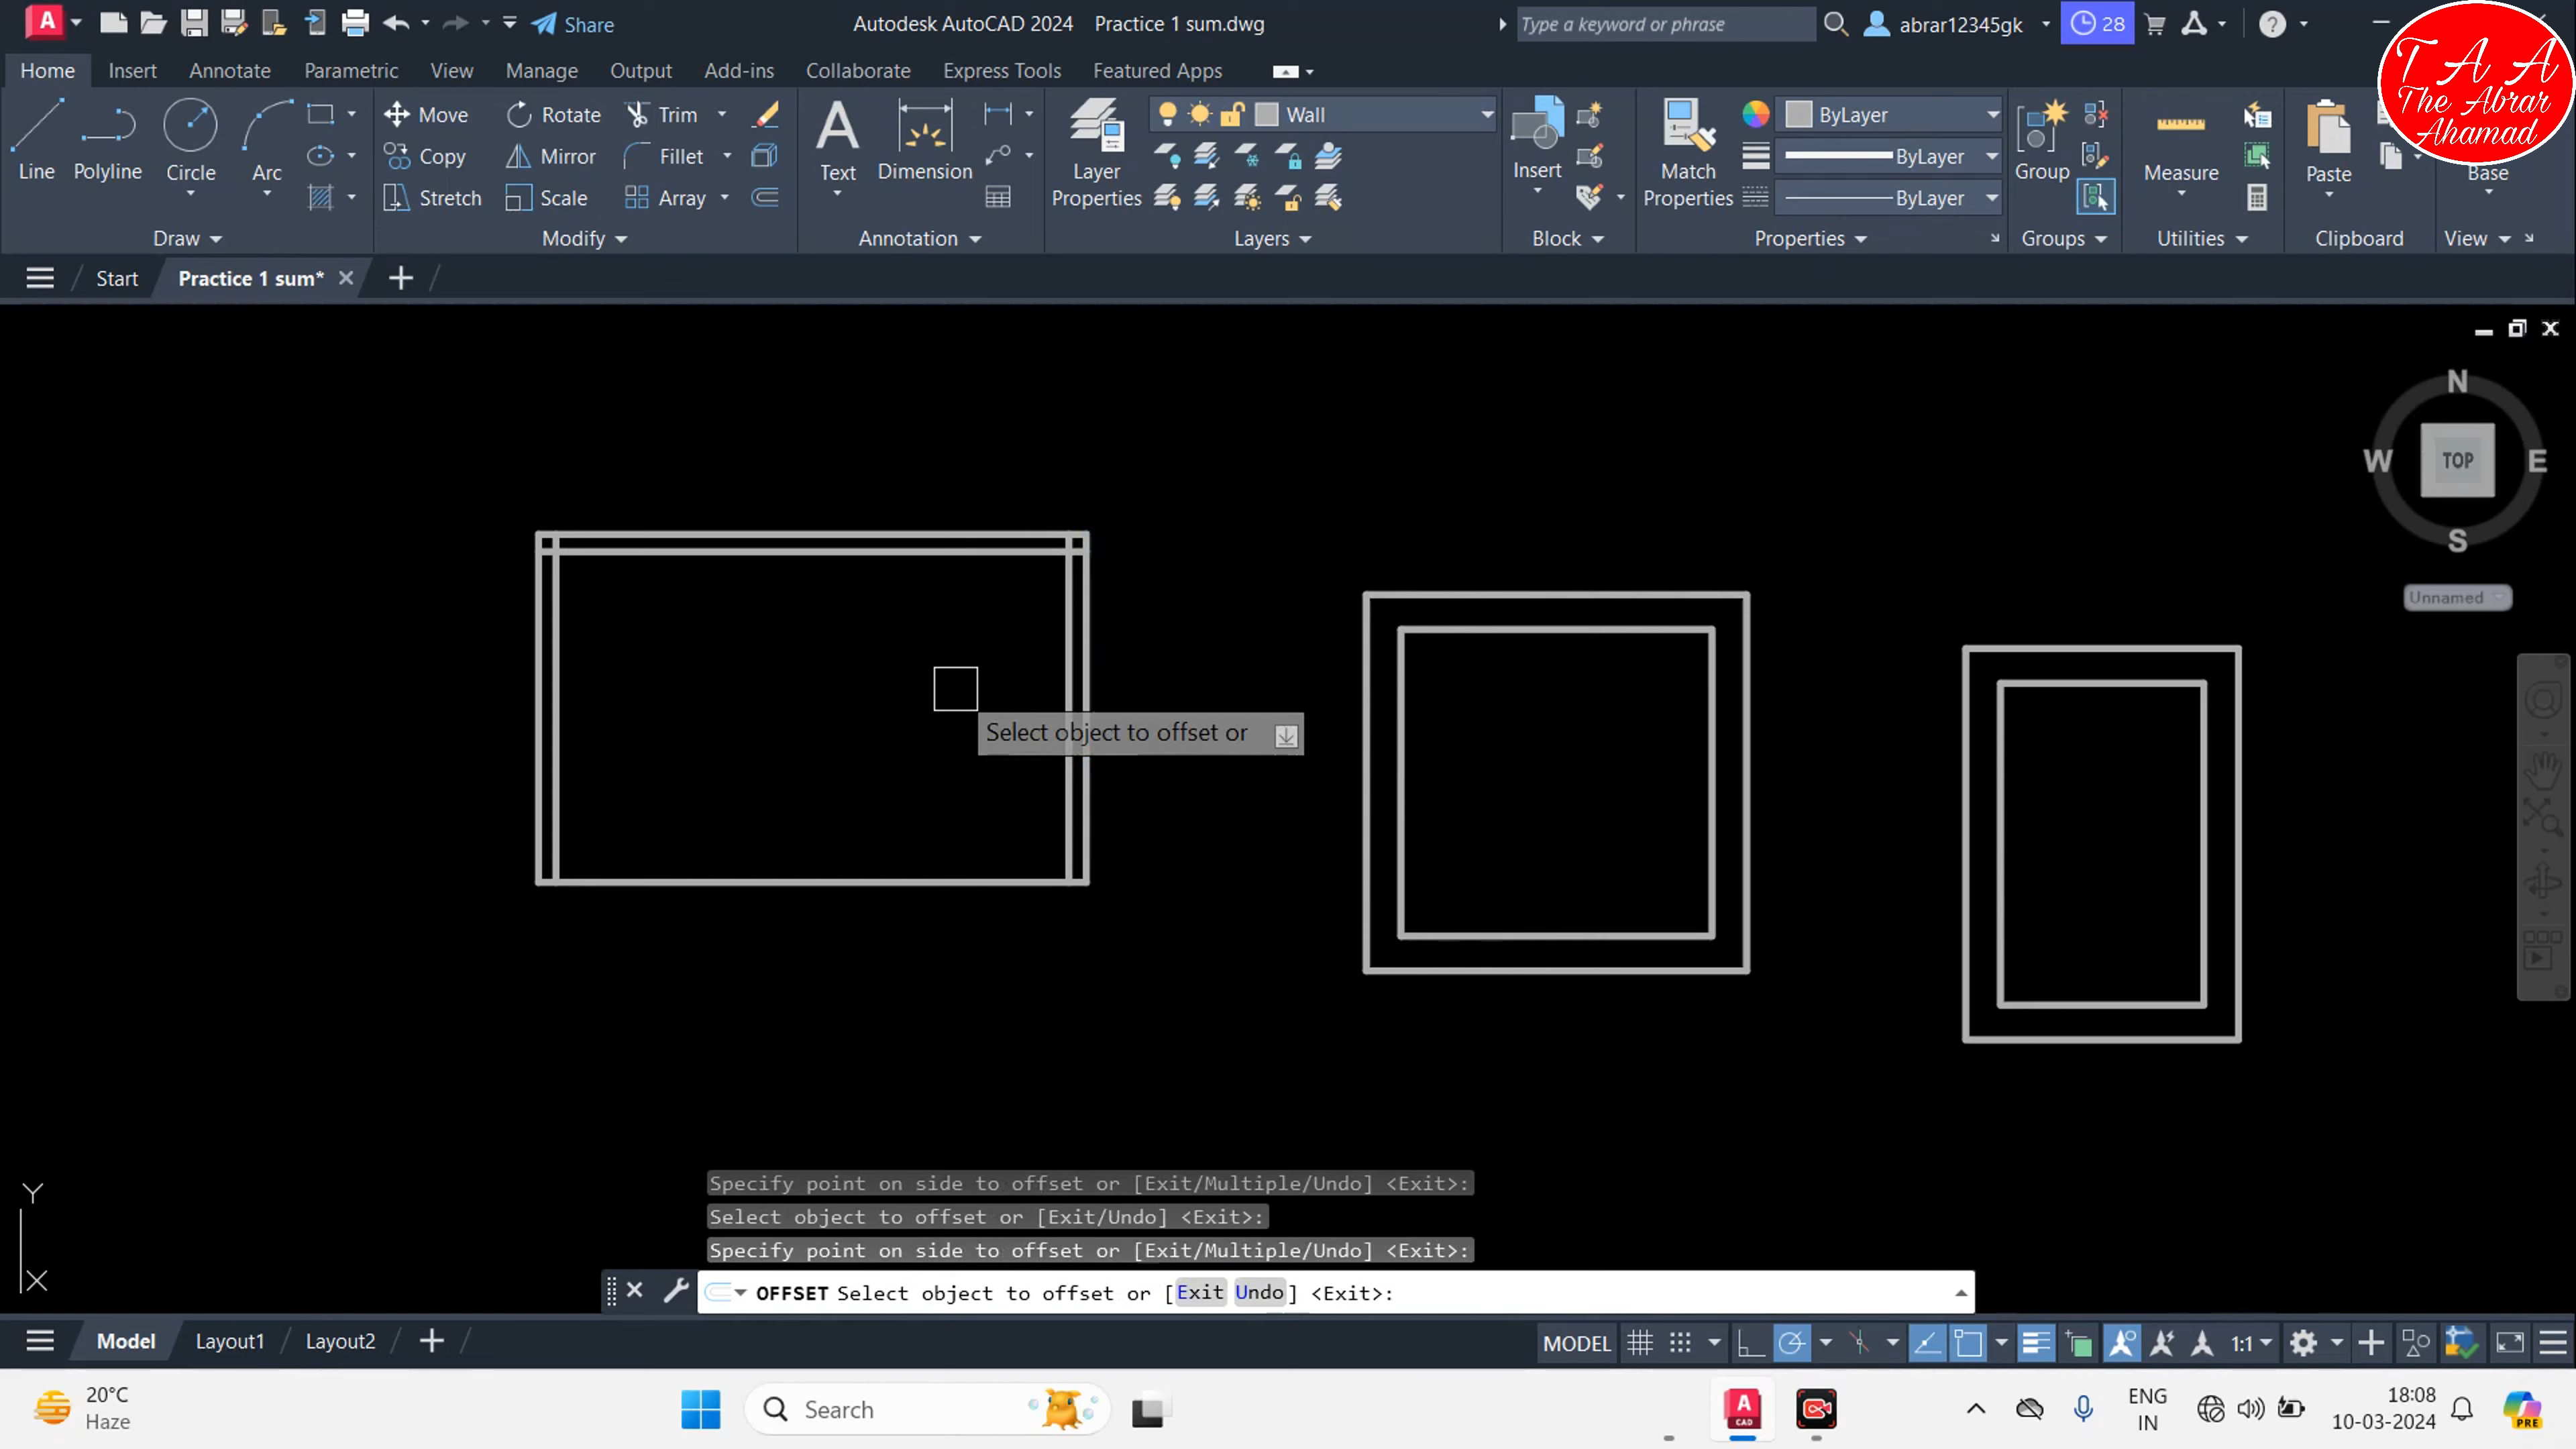 Share
Autodesk AutoCAD 2024 Practice 1 sum.dwg
Type a keyword or phrase
abrar12345gk
28
T A A
The Abrar
Ahamad
Home Insert Annotate Parametric View Manage Output Add-ins Collaborate Express Tools Featured Apps
Line Polyline Circle Arc
Move Rotate Trim
Copy Mirror Fillet
Stretch Scale Array
Text Dimension
Layer
Properties
Wall
Insert
Match
Properties
ByLayer
ByLayer
ByLayer
Group
Measure
Paste
Base
Draw Modify Annotation Layers Block Properties Groups Utilities Clipboard View
Start Practice 1 sum*
N
W TOP E
S
Unnamed
Select object to offset or
Specify point on side to offset or [Exit/Multiple/Undo] <Exit>:
Select object to offset or [Exit/Undo] <Exit>:
Specify point on side to offset or [Exit/Multiple/Undo] <Exit>:
OFFSET Select object to offset or [Exit Undo] <Exit>:
Y
X
Model Layout1 Layout2
MODEL
1:1
20°C
Haze
Search
A
CAD
ENG
IN
18:08
10-03-2024
PRE